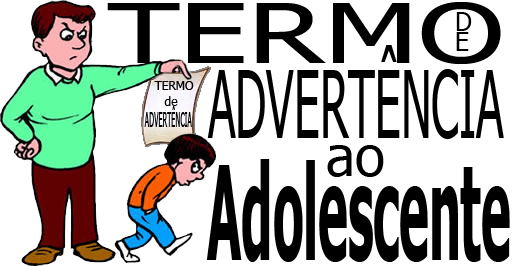 TERMO DE
ADVERTÊNCIA
ao
Adolescente
TERMO
de
ADVERTÊNCIA